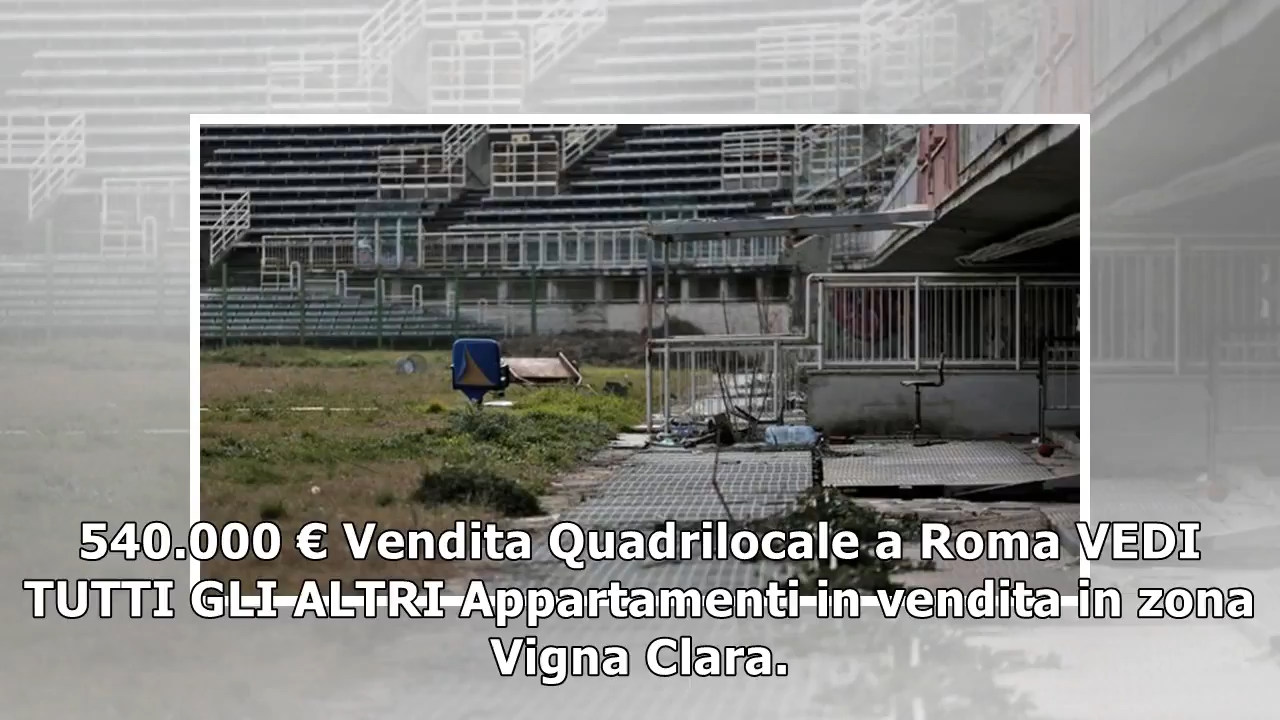 540.000 € Vendita Quadrilocale a Roma VEDI
TUTTI GLI ALTRI Appartamenti in vendita in zona
Vigna Clara.